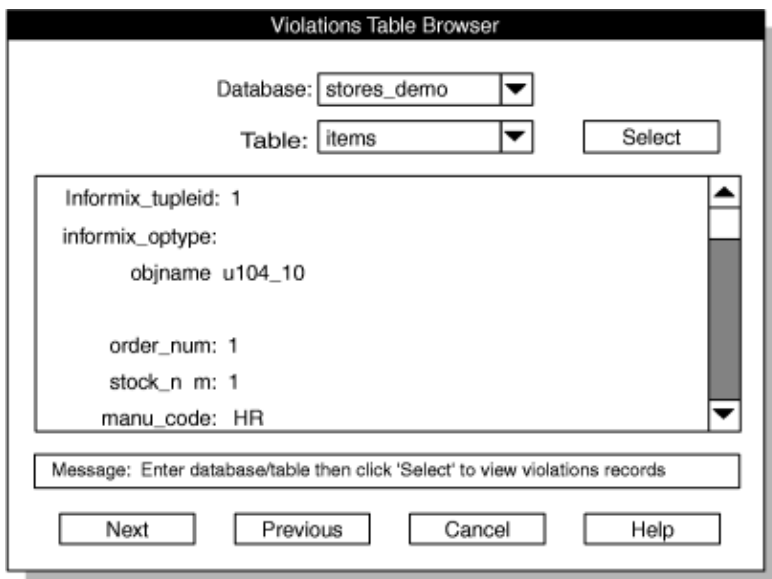 Violations Table Browser
Database: stores_demo
Table: items Select
Informix_tupleid: 1
informix_optype:
objname u104_10
order_num: 1
stock_n m: 1
manu_code: HR
Message: Enter database/table then click 'Select' to view violations records
Next Previous Cancel Help